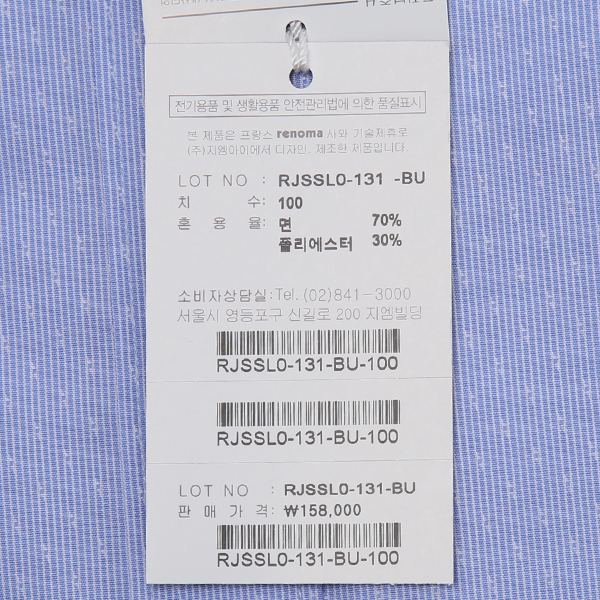 전기용품 및 생활용품 안전관리법에 의한 품질표시
본 제품은 프랑스 renoma 사와 기술제휴로
(주)지엠아이에서 디자인, 제조한 제품입니다.
LOT NO : RJSSL0-131 -BU
치 수: 100
혼 용 율: 면 70%
폴리에스터 30%
소비자상담실:Tel. (02)841-3000
서울시 영등포구 신길로 200 지엠빌딩
RJSSL0-131-BU-100
RJSSL0-131-BU-100
LOT NO : RJSSL0-131-BU
판 매 가 격: ₩158,000
RJSSL0-131-BU-100